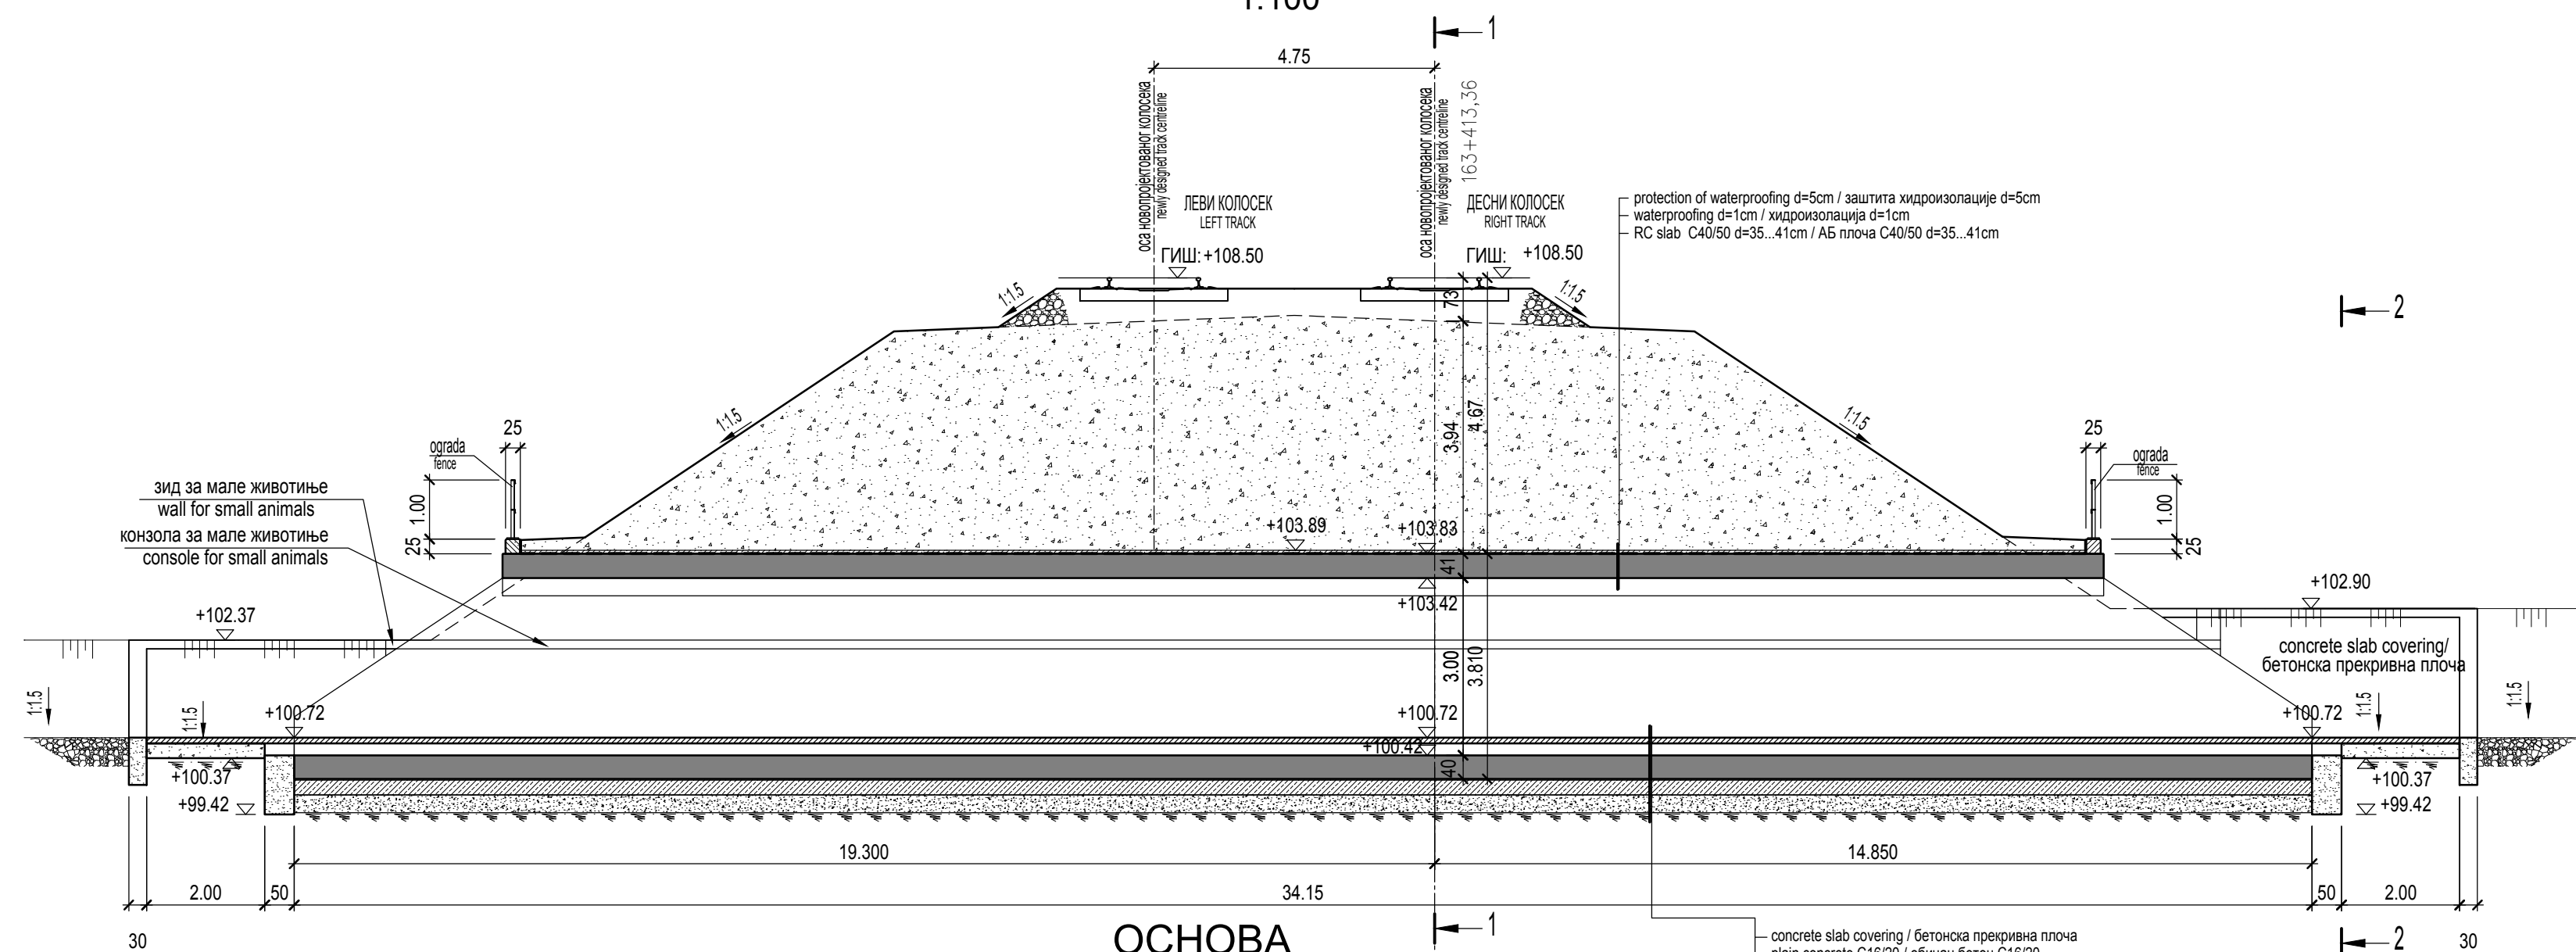 1:100
1
4.75
оса новопројектованог колосека
newly designed track centreline
оса новопројектованог колосека
newly designed track centreline
163+413,36
ЛЕВИ КОЛОСЕК
LEFT TRACK
ДЕСНИ КОЛОСЕК
RIGHT TRACK
protection of waterproofing d=5cm / заштита хидроизолације d=5cm
waterproofing d=1cm / хидроизолација d=1cm
RC slab C40/50 d=35...41cm / АБ плоча C40/50 d=35...41cm
ГИШ: +108.50
ГИШ: +108.50
1:1.5
1:1.5
73
2
3.94
4.67
1:1.5
1:1.5
25
25
ograda
fence
ograda
fence
1.00
25
1.00
25
зид за мале животиње
wall for small animals
конзола за мале животиње
console for small animals
+103.89
+103.83
41
+103.42
+102.37
+102.90
concrete slab covering/
бетонска прекривна плоча
3.00
3.810
1:1.5
1:1.5
1:1.5
1:1.5
+100.72
+100.72
+100.72
+100.42
40
+100.37
+99.42
+100.37
+99.42
19.300
14.850
2.00
50
34.15
50
2.00
30
ОСНОВА
1
concrete slab covering / бетонска прекривна плоча
plain concrete C16/20 / обичан бетон C16/20
2
30